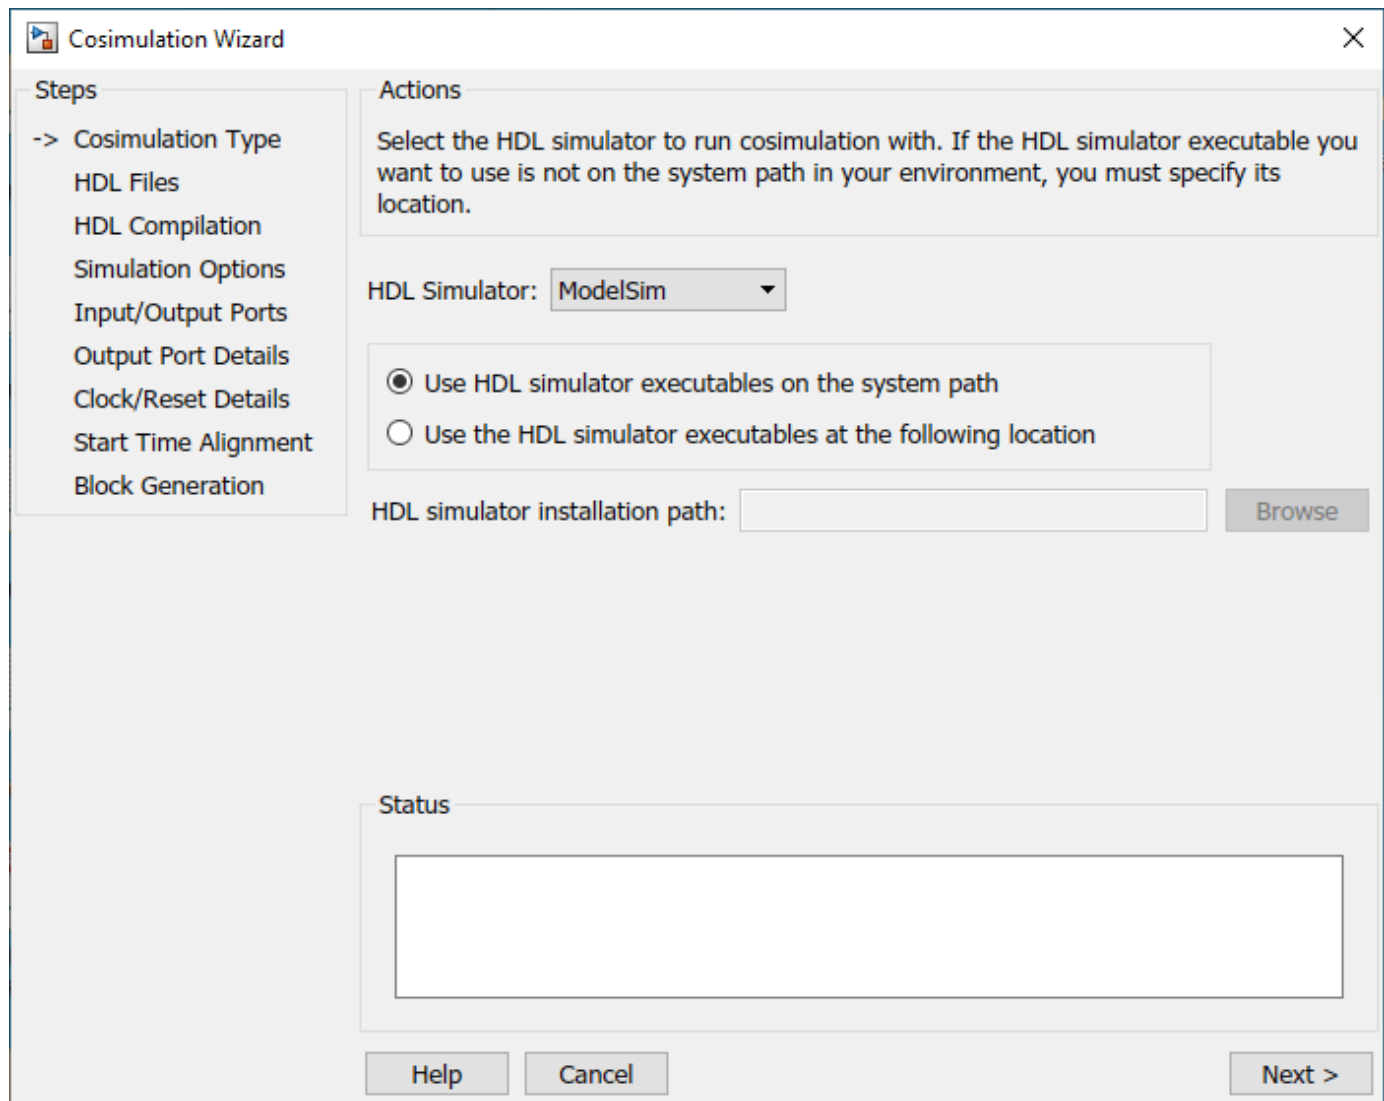 Cosimulation Wizard
Steps
-> Cosimulation Type
HDL Files
HDL Compilation
Simulation Options
Input/Output Ports
Output Port Details
Clock/Reset Details
Start Time Alignment
Block Generation
Actions
Select the HDL simulator to run cosimulation with. If the HDL simulator executable you
want to use is not on the system path in your environment, you must specify its
location.
HDL Simulator: ModelSim
Use HDL simulator executables on the system path
Use the HDL simulator executables at the following location
HDL simulator installation path: Browse
Status
Help Cancel Next >